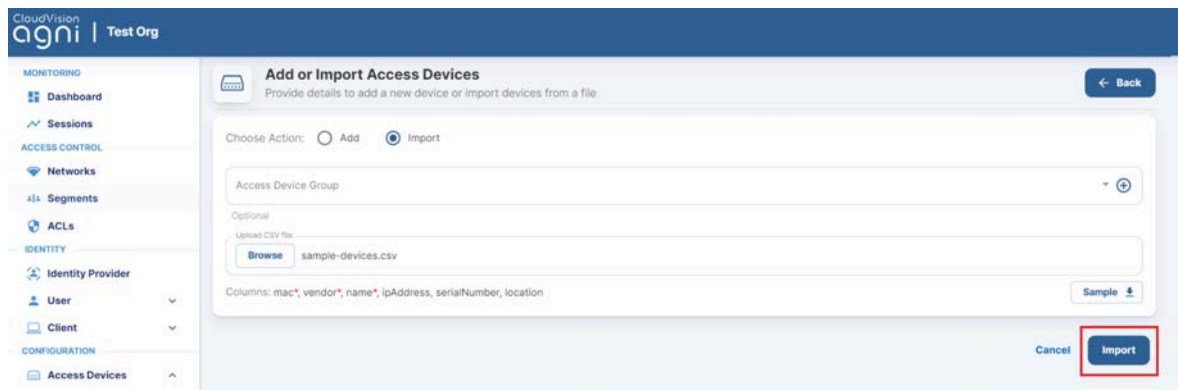 CloudVision
agni | Test Org
MONITORING
Dashboard
Sessions
ACCESS CONTROL
Networks
Segments
ACLs
IDENTITY
Identity Provider
User
Client
CONFIGURATION
Access Devices
Add or Import Access Devices
Provide details to add a new device or import devices from a file
← Back
Choose Action: Add Import
Access Device Group
Optional
Upload CSV file
Browse sample-devices.csv
Columns: mac*, vendor*, name*, ipAddress, serialNumber, location
Sample
Cancel Import